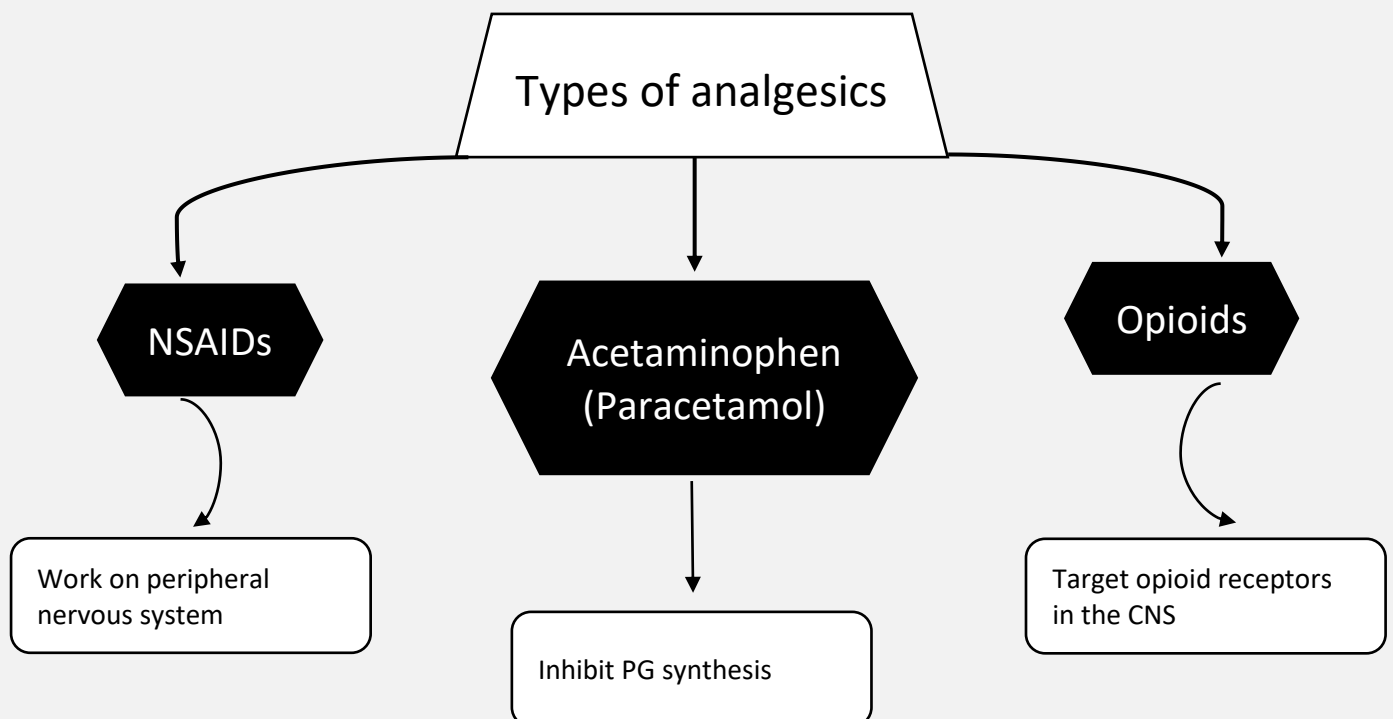 Types of analgesics
NSAIDs
Acetaminophen
(Paracetamol)
Opioids
Work on peripheral
nervous system
Inhibit PG synthesis
Target opioid receptors
in the CNS